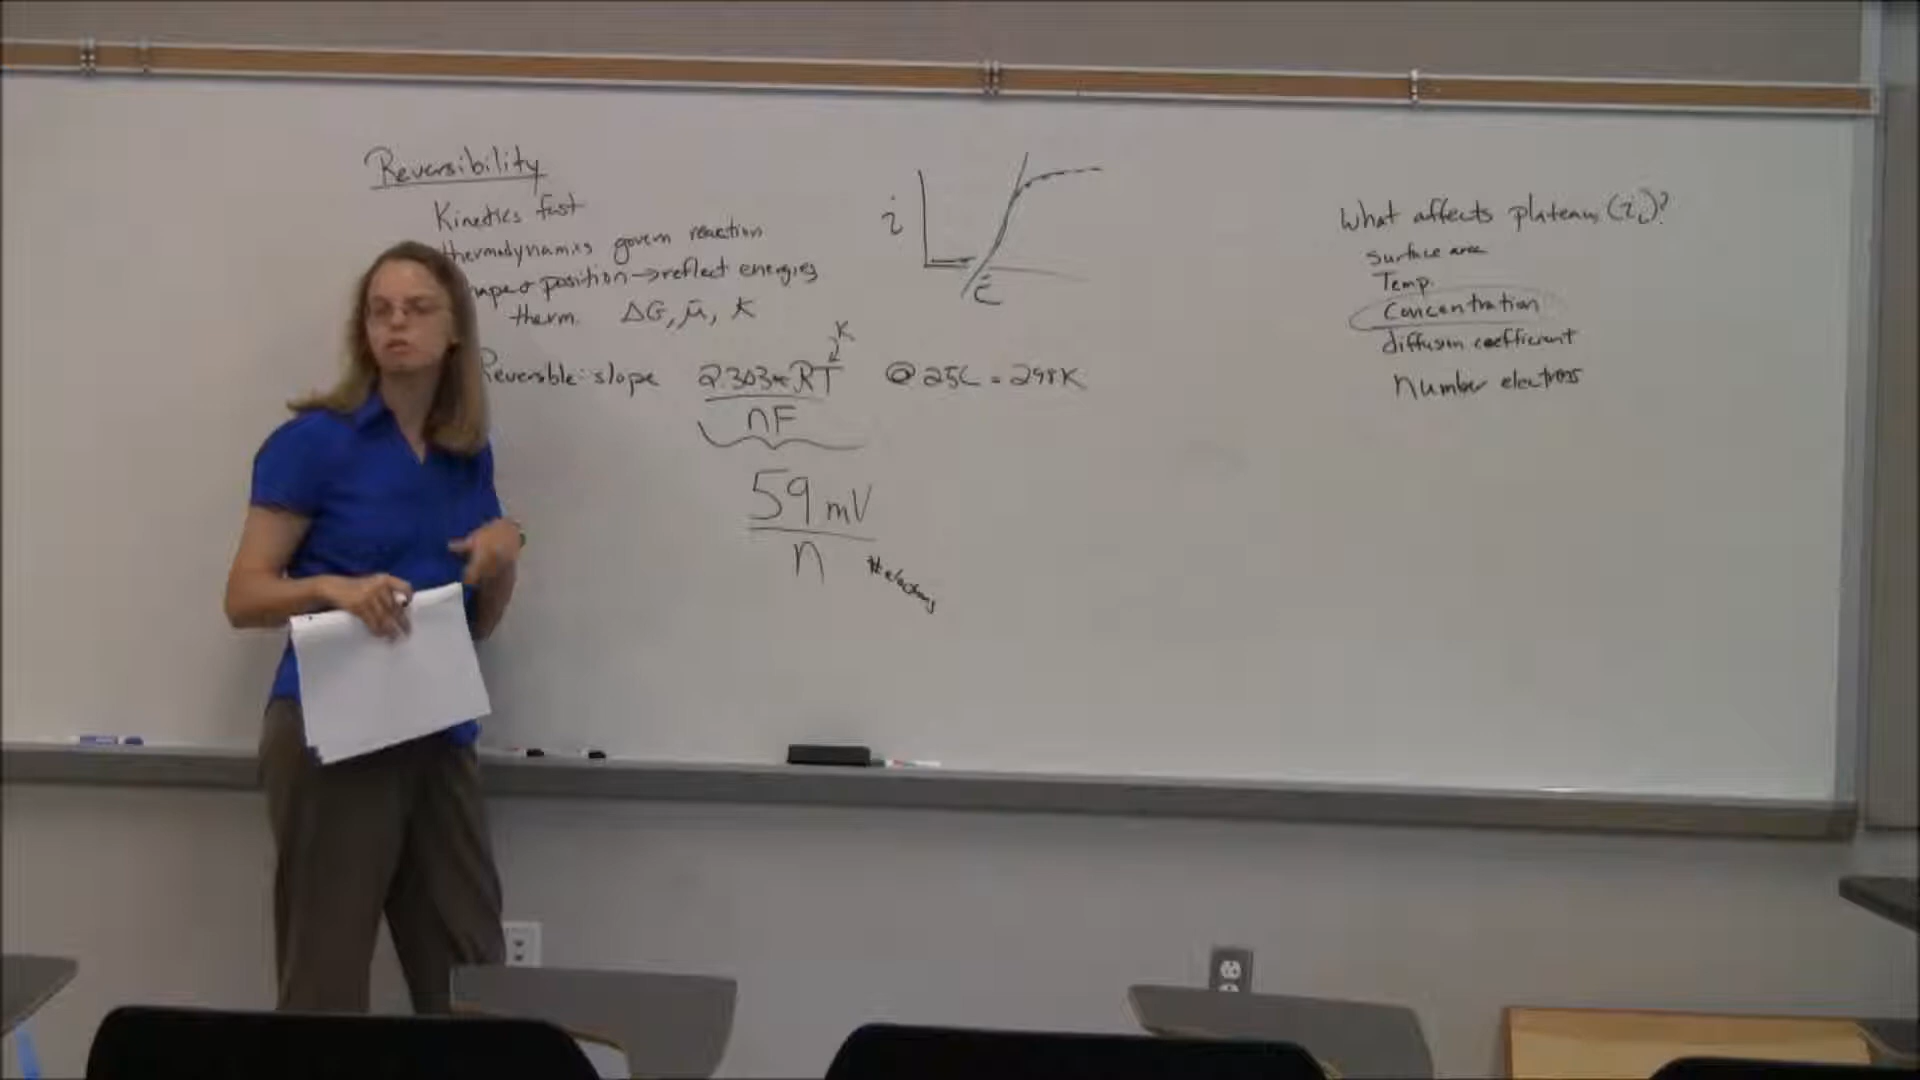 Reversibility
Kinetics fast
thermodynamics govern reaction
position → reflect energies
therm. ΔG, μ̄, K
Reversible slope 2.303 RT @ 25C = 298K
K
nF
59 mV
n
# electrons
i
E
What affects plateau (iL)?
Surface area
Temp.
Concentration
diffusion coefficient
number electrons